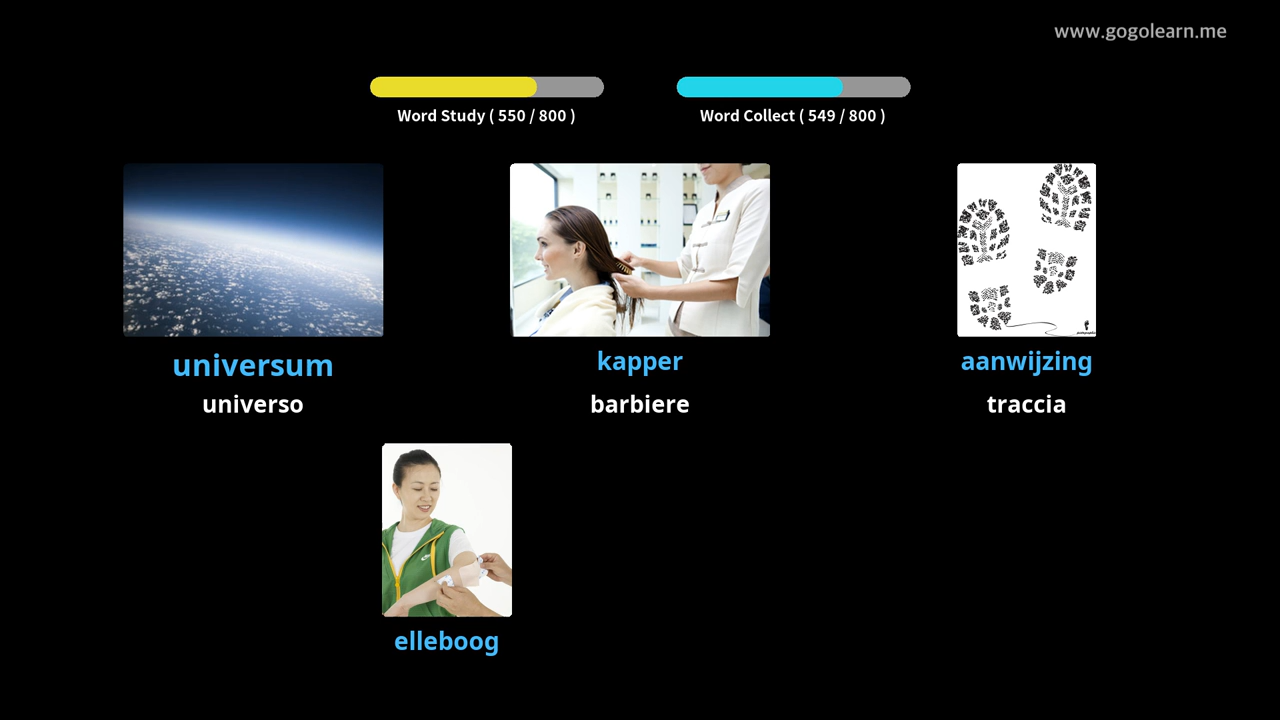 www.gogolearn.me
Word Study ( 550 / 800 )
Word Collect ( 549 / 800 )
universum
kapper
aanwijzing
universo
barbiere
traccia
elleboog